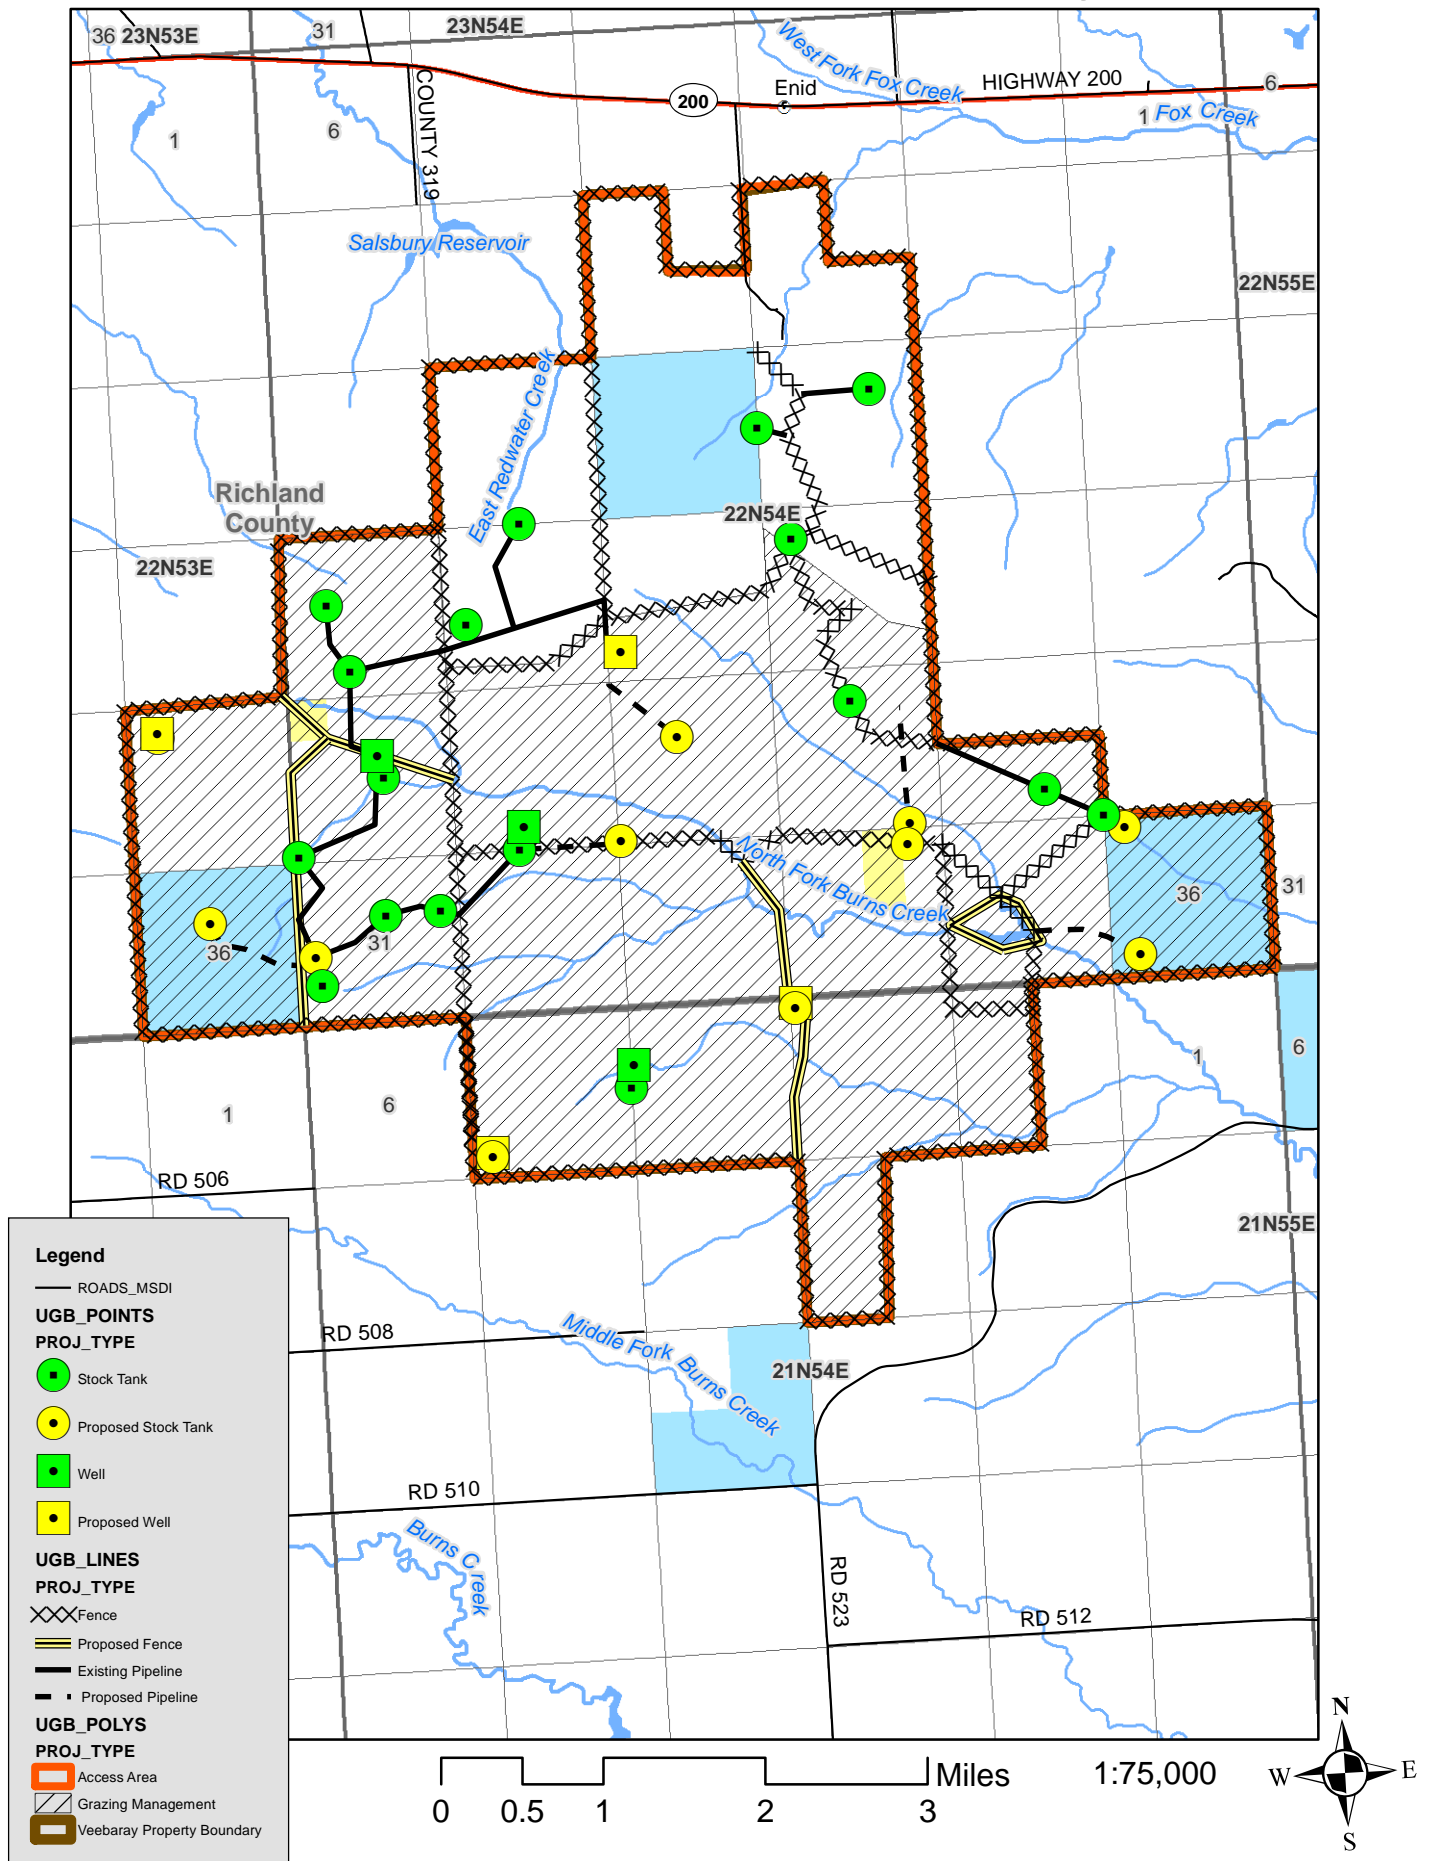 36 23N53E
31
23N54E
West Fork Fox Creek
HIGHWAY 200
6
200
Enid
1
Fox Creek
1
6
COUNTY 319
Salsbury Reservoir
22N55E
East Redwater Creek
Richland
County
22N54E
22N53E
North Fork Burns Creek
36
31
36
31
1
6
1
6
RD 506
21N55E
Middle Fork Burns Creek
RD 508
21N54E
RD 510
Burns Creek
RD 523
RD 512
Legend
ROADS_MSDI
UGB_POINTS
PROJ_TYPE
Stock Tank
Proposed Stock Tank
Well
Proposed Well
UGB_LINES
PROJ_TYPE
Fence
Proposed Fence
Existing Pipeline
Proposed Pipeline
UGB_POLYS
PROJ_TYPE
Access Area
Grazing Management
Veebaray Property Boundary
Miles
0 0.5 1 2 3
1:75,000
N
W E
S